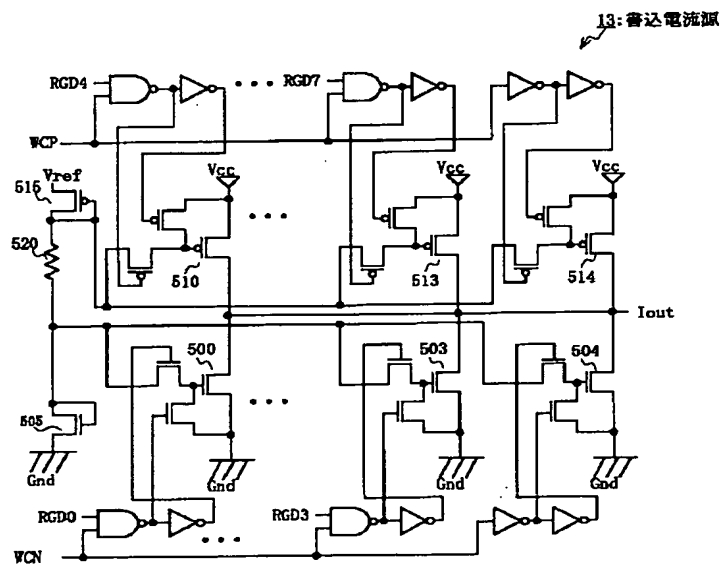 13:書込電流源
RGD4
RGD7
WCP
Vref
Vcc
Vcc
Vcc
515
520
510
513
514
Iout
500
503
504
505
Gnd
Gnd
Gnd
Gnd
RGD0
RGD3
WCN